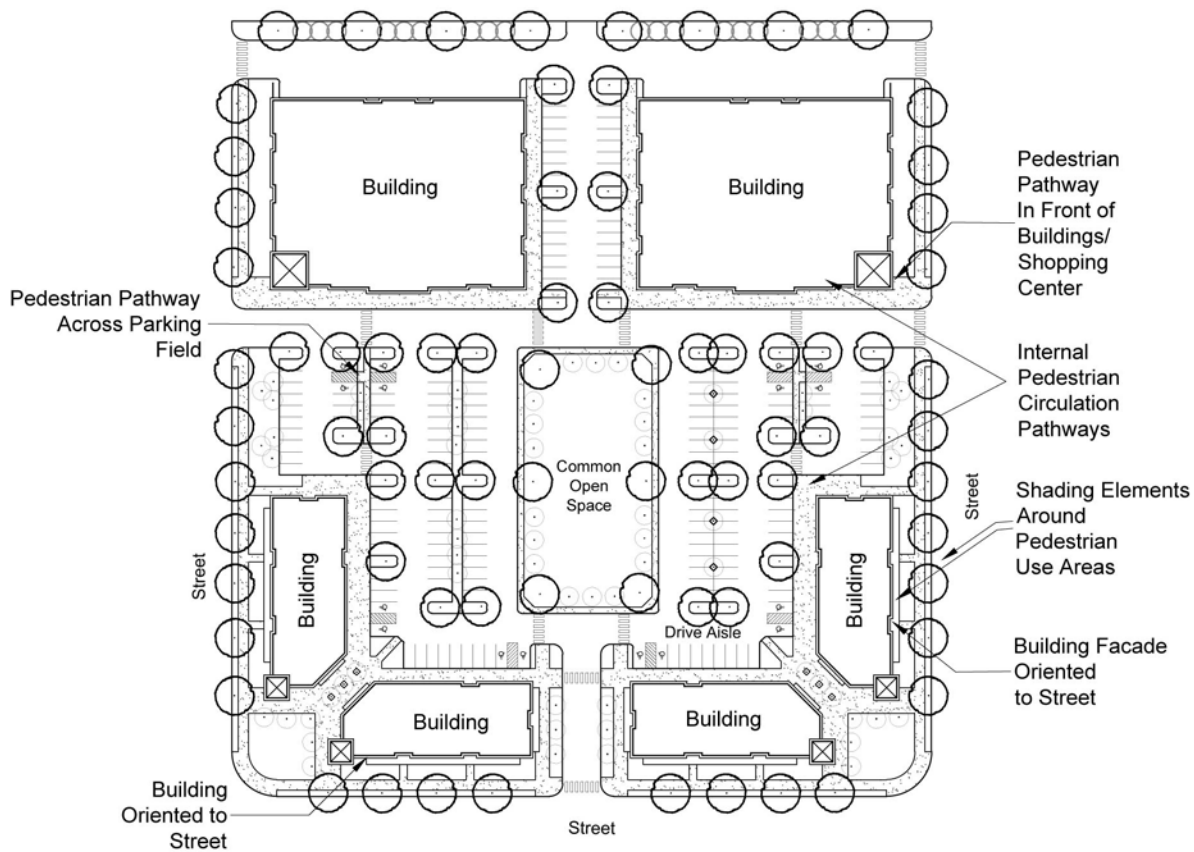 Building
Building
Pedestrian
Pathway
In Front of
Buildings/
Shopping
Center
Pedestrian Pathway
Across Parking
Field
Internal
Pedestrian
Circulation
Pathways
Common
Open
Space
Street
Shading Elements
Around
Pedestrian
Use Areas
Street
Building
Building
Drive Aisle
Building Facade
Oriented
to Street
Building
Building
Building
Oriented to
Street
Street